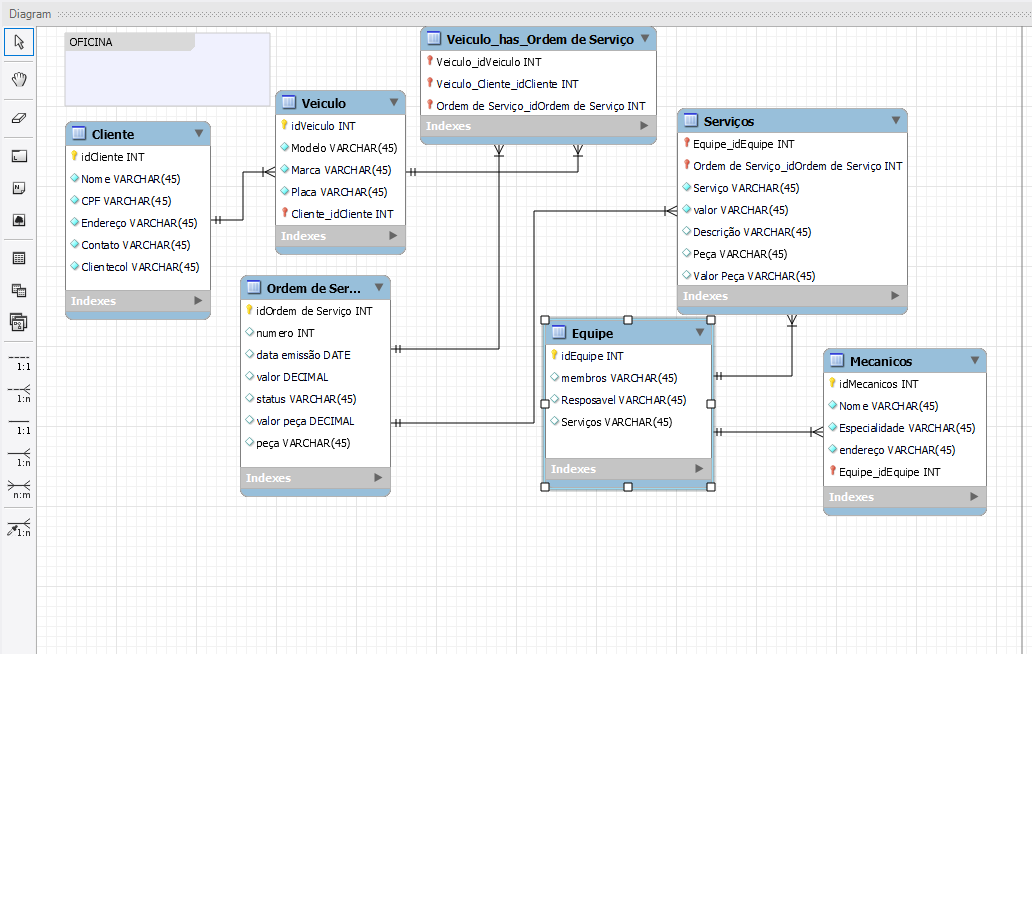 Diagram
OFICINA
Cliente
idCliente INT
Nome VARCHAR(45)
CPF VARCHAR(45)
Endereço VARCHAR(45)
Contato VARCHAR(45)
Clientecol VARCHAR(45)
Indexes
Veiculo
idVeiculo INT
Modelo VARCHAR(45)
Marca VARCHAR(45)
Placa VARCHAR(45)
Cliente_idCliente INT
Indexes
Veiculo_has_Ordem de Serviço
Veiculo_idVeiculo INT
Veiculo_Cliente_idCliente INT
Ordem de Serviço_idOrdem de Serviço INT
Indexes
Serviços
Equipe_idEquipe INT
Ordem de Serviço_idOrdem de Serviço INT
Serviço VARCHAR(45)
valor VARCHAR(45)
Descrição VARCHAR(45)
Peça VARCHAR(45)
Valor Peça VARCHAR(45)
Indexes
Ordem de Ser...
idOrdem de Serviço INT
numero INT
data emissão DATE
valor DECIMAL
status VARCHAR(45)
valor peça DECIMAL
peça VARCHAR(45)
Indexes
Equipe
idEquipe INT
membros VARCHAR(45)
Resposavel VARCHAR(45)
Serviços VARCHAR(45)
Indexes
Mecanicos
idMecanicos INT
Nome VARCHAR(45)
Especialidade VARCHAR(45)
endereço VARCHAR(45)
Equipe_idEquipe INT
Indexes
1:1
1:n
1:1
1:n
n:m
1:n